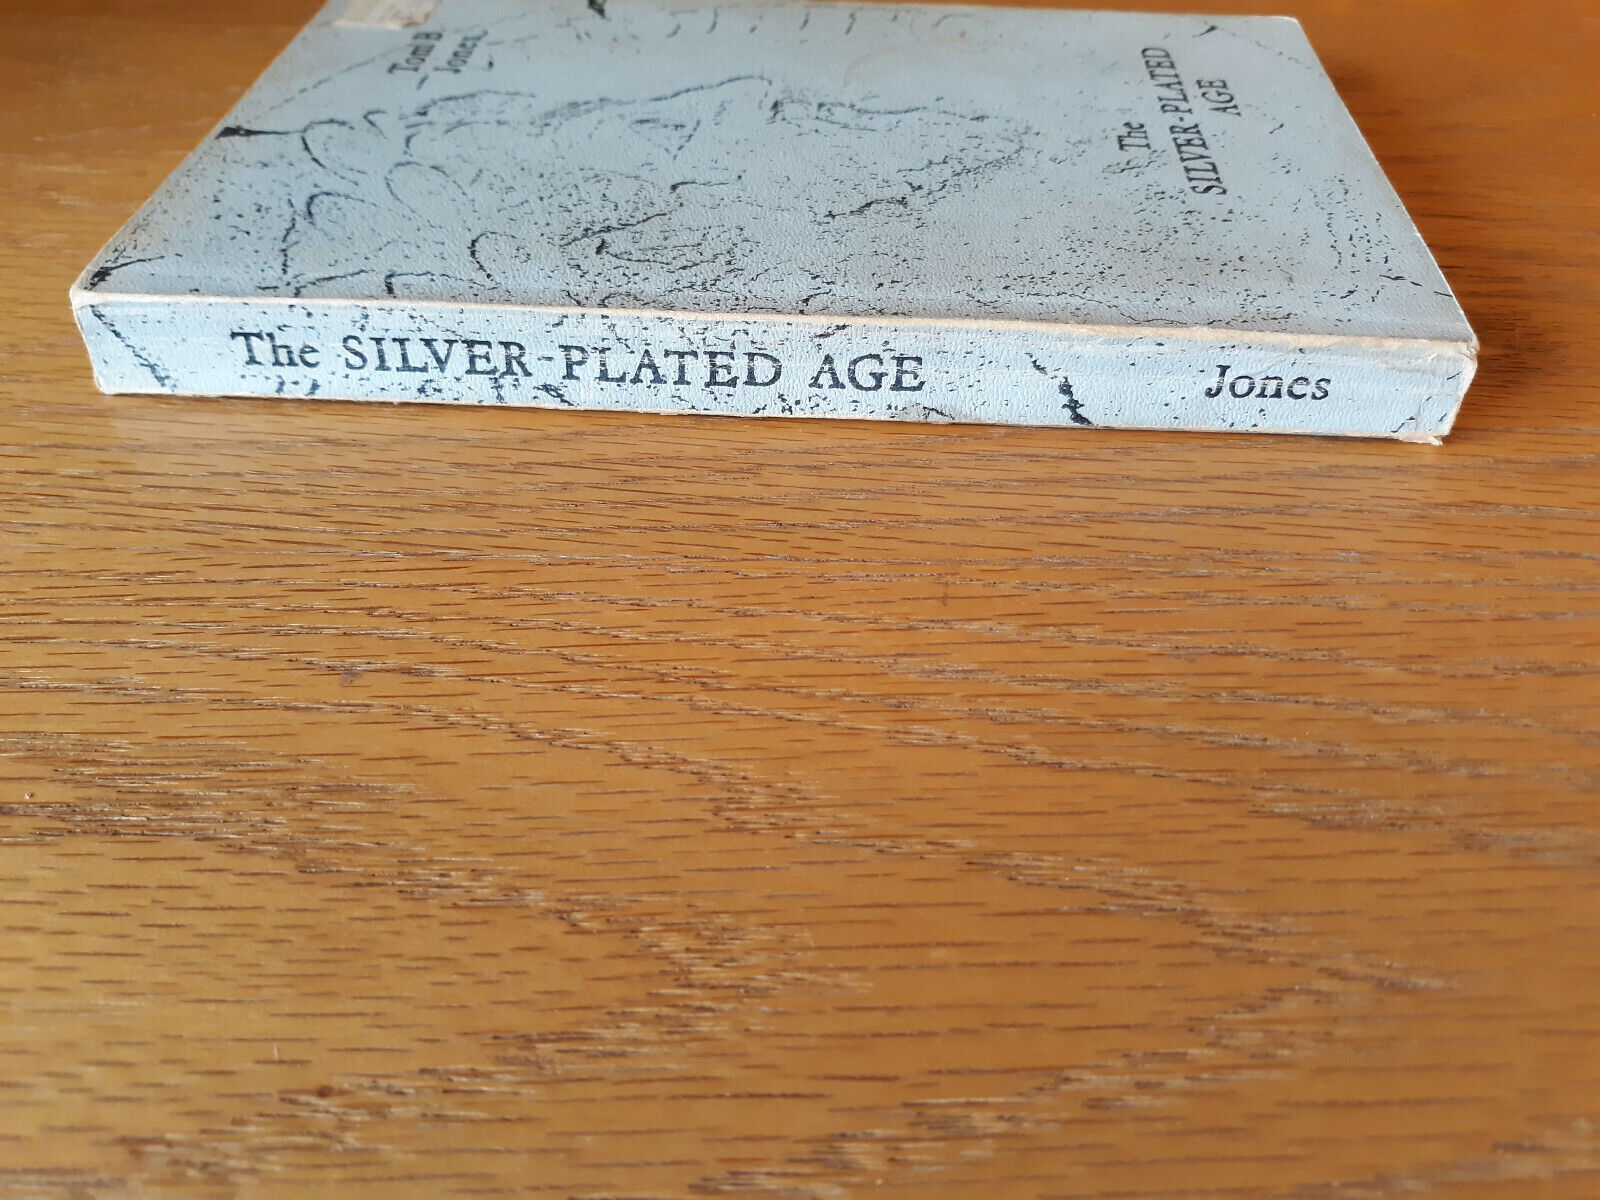 Tom B.
Jones
The
SILVER-PLATED
AGE
The SILVER-PLATED AGE Jones